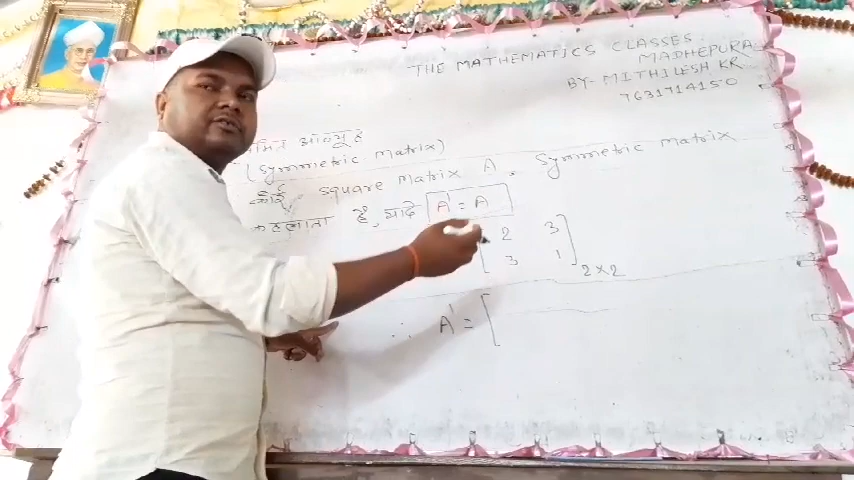 THE MATHEMATICS CLASSES
MADHEPURA
BY- MITHILESH KR
7631714150
आव्यूह
(Symmetric Matrix)
कोई square Matrix A, Symmetric Matrix
कहलाता है, यदि A' = A
2 3
3 1
2×2
∴ A' = [